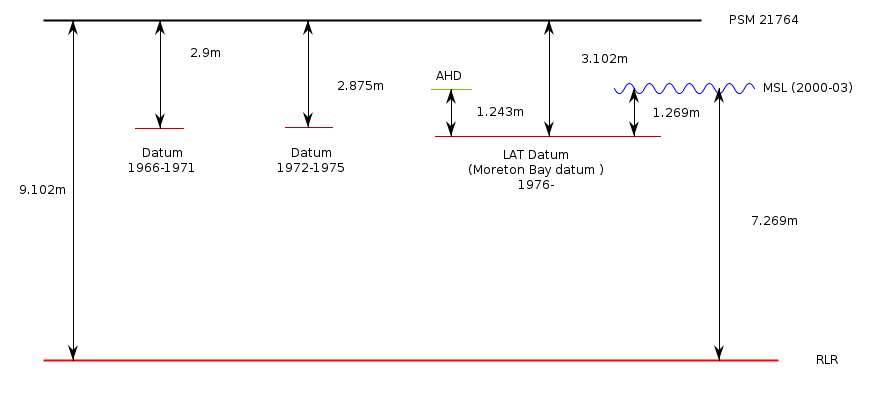 PSM 21764
2.9m
3.102m
AHD
2.875m
MSL (2000-03)
1.243m
1.269m
Datum
1966-1971
Datum
1972-1975
LAT Datum
(Moreton Bay datum )
1976-
9.102m
7.269m
RLR